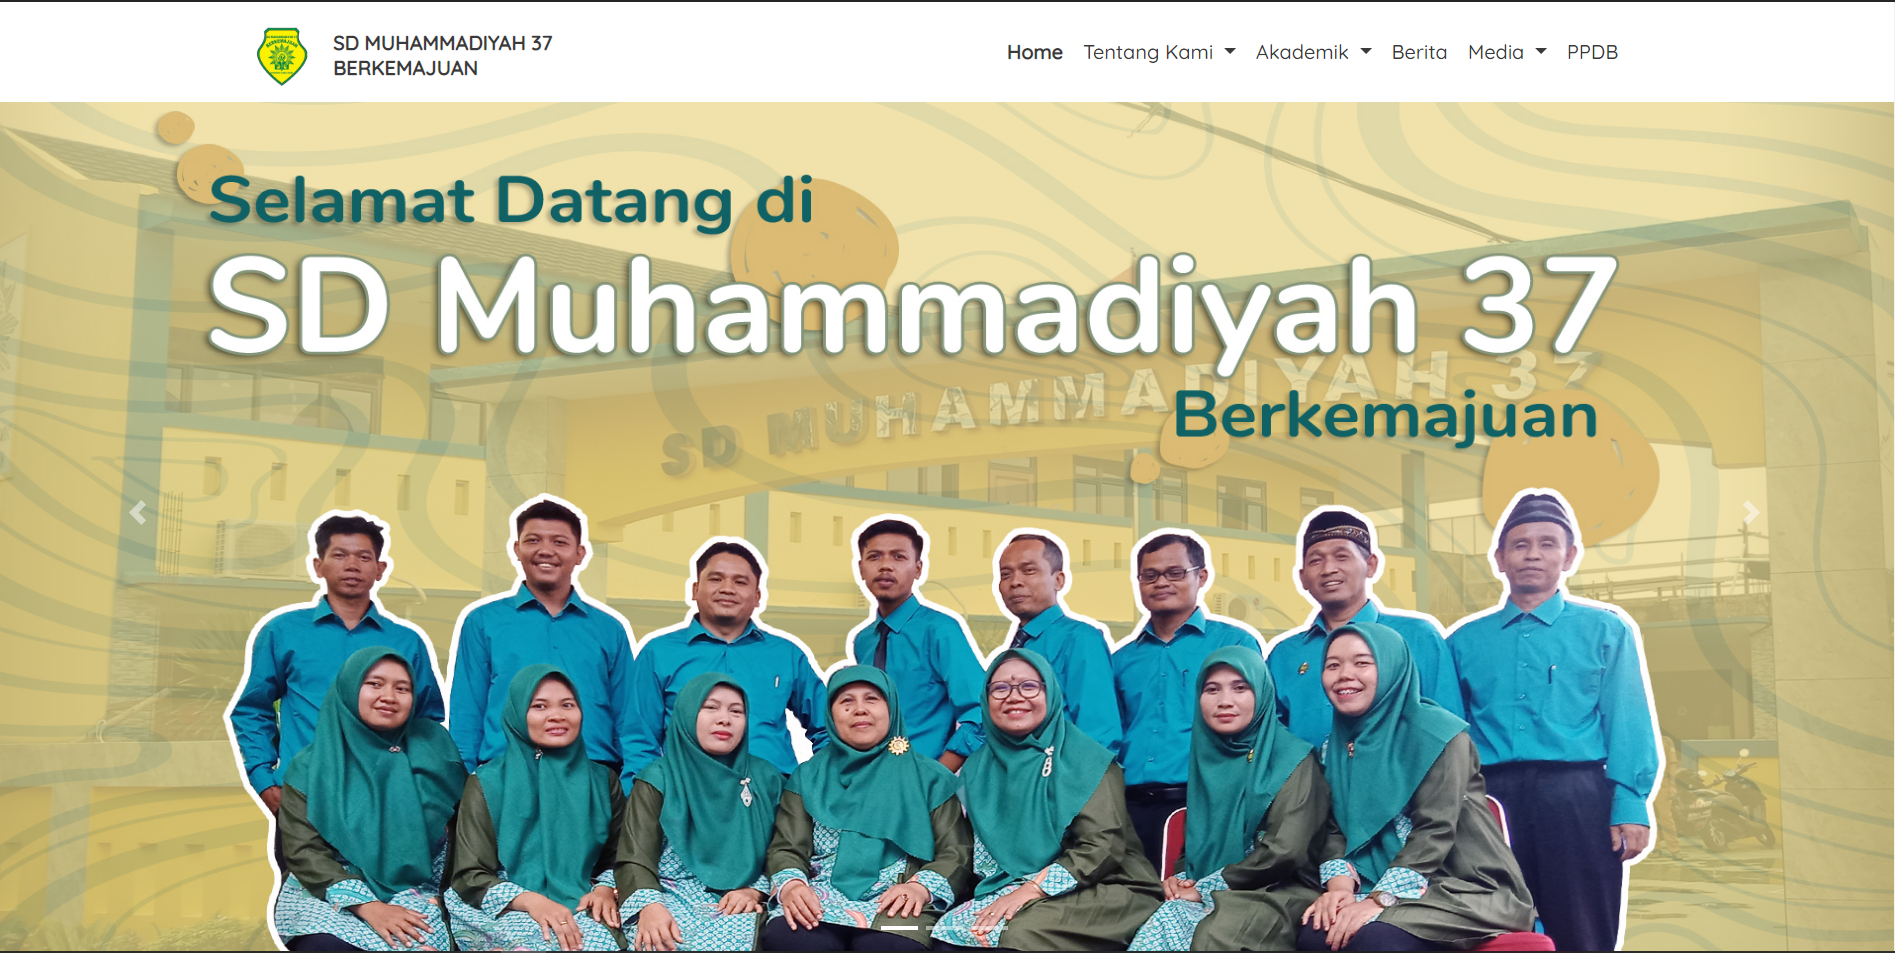 SD MUHAMMADIYAH 37
BERKEMAJUAN
Home Tentang Kami Akademik Berita Media PPDB
Selamat Datang di
SD Muhammadiyah 37
SD MUHAMMADIYAH 37
Berkemajuan